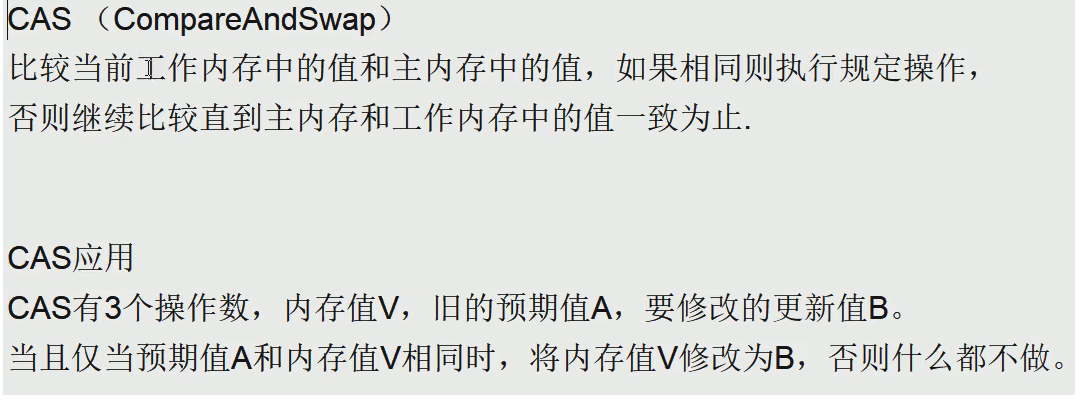 CAS （CompareAndSwap）
比较当前工作内存中的值和主内存中的值，如果相同则执行规定操作，
否则继续比较直到主内存和工作内存中的值一致为止.
CAS应用
CAS有3个操作数，内存值V，旧的预期值A，要修改的更新值B。
当且仅当预期值A和内存值V相同时，将内存值V修改为B，否则什么都不做。